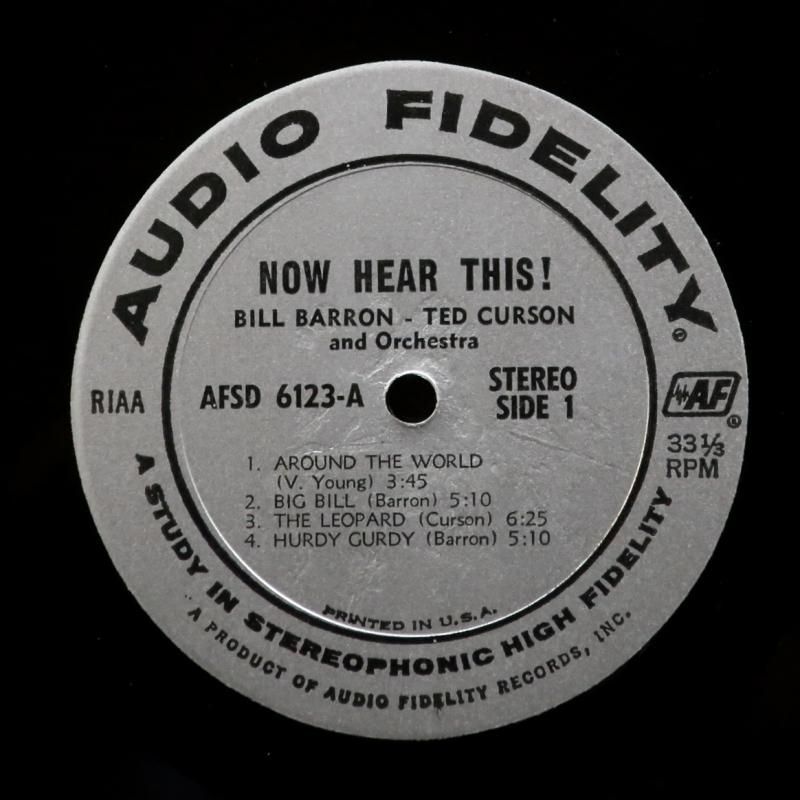 AUDIO FIDELITY®
NOW HEAR THIS!
BILL BARRON - TED CURSON
and Orchestra
RIAA
AFSD 6123-A
STEREO
SIDE 1
AF®
33 1/3
RPM
1. AROUND THE WORLD
(V. Young) 3:45
2. BIG BILL (Barron) 5:10
3. THE LEOPARD (Curson) 6:25
4. HURDY GURDY (Barron) 5:10
PRINTED IN U.S.A.
A STUDY IN STEREOPHONIC HIGH FIDELITY
A PRODUCT OF AUDIO FIDELITY RECORDS, INC.